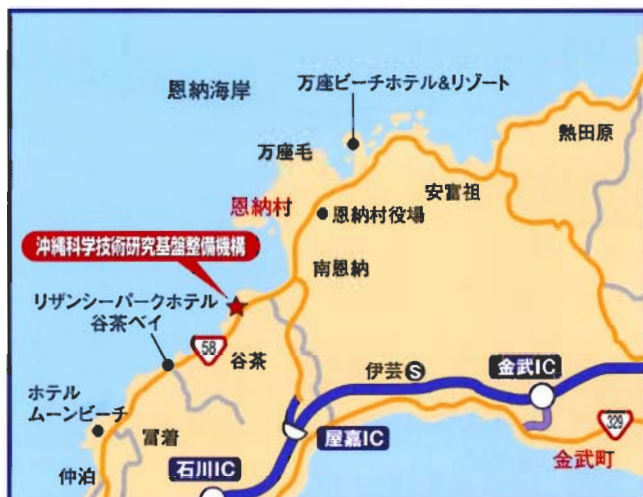 万座ビーチホテル&リゾート
恩納海岸
熱田原
万座毛
安富祖
恩納村
恩納村役場
沖縄科学技術研究基盤整備機構
南恩納
リザンシーパークホテル
谷茶ベイ
58
谷茶
伊芸 S
金武IC
ホテル
ムーンビーチ
冨着
屋嘉IC
329
金武町
仲泊
石川IC